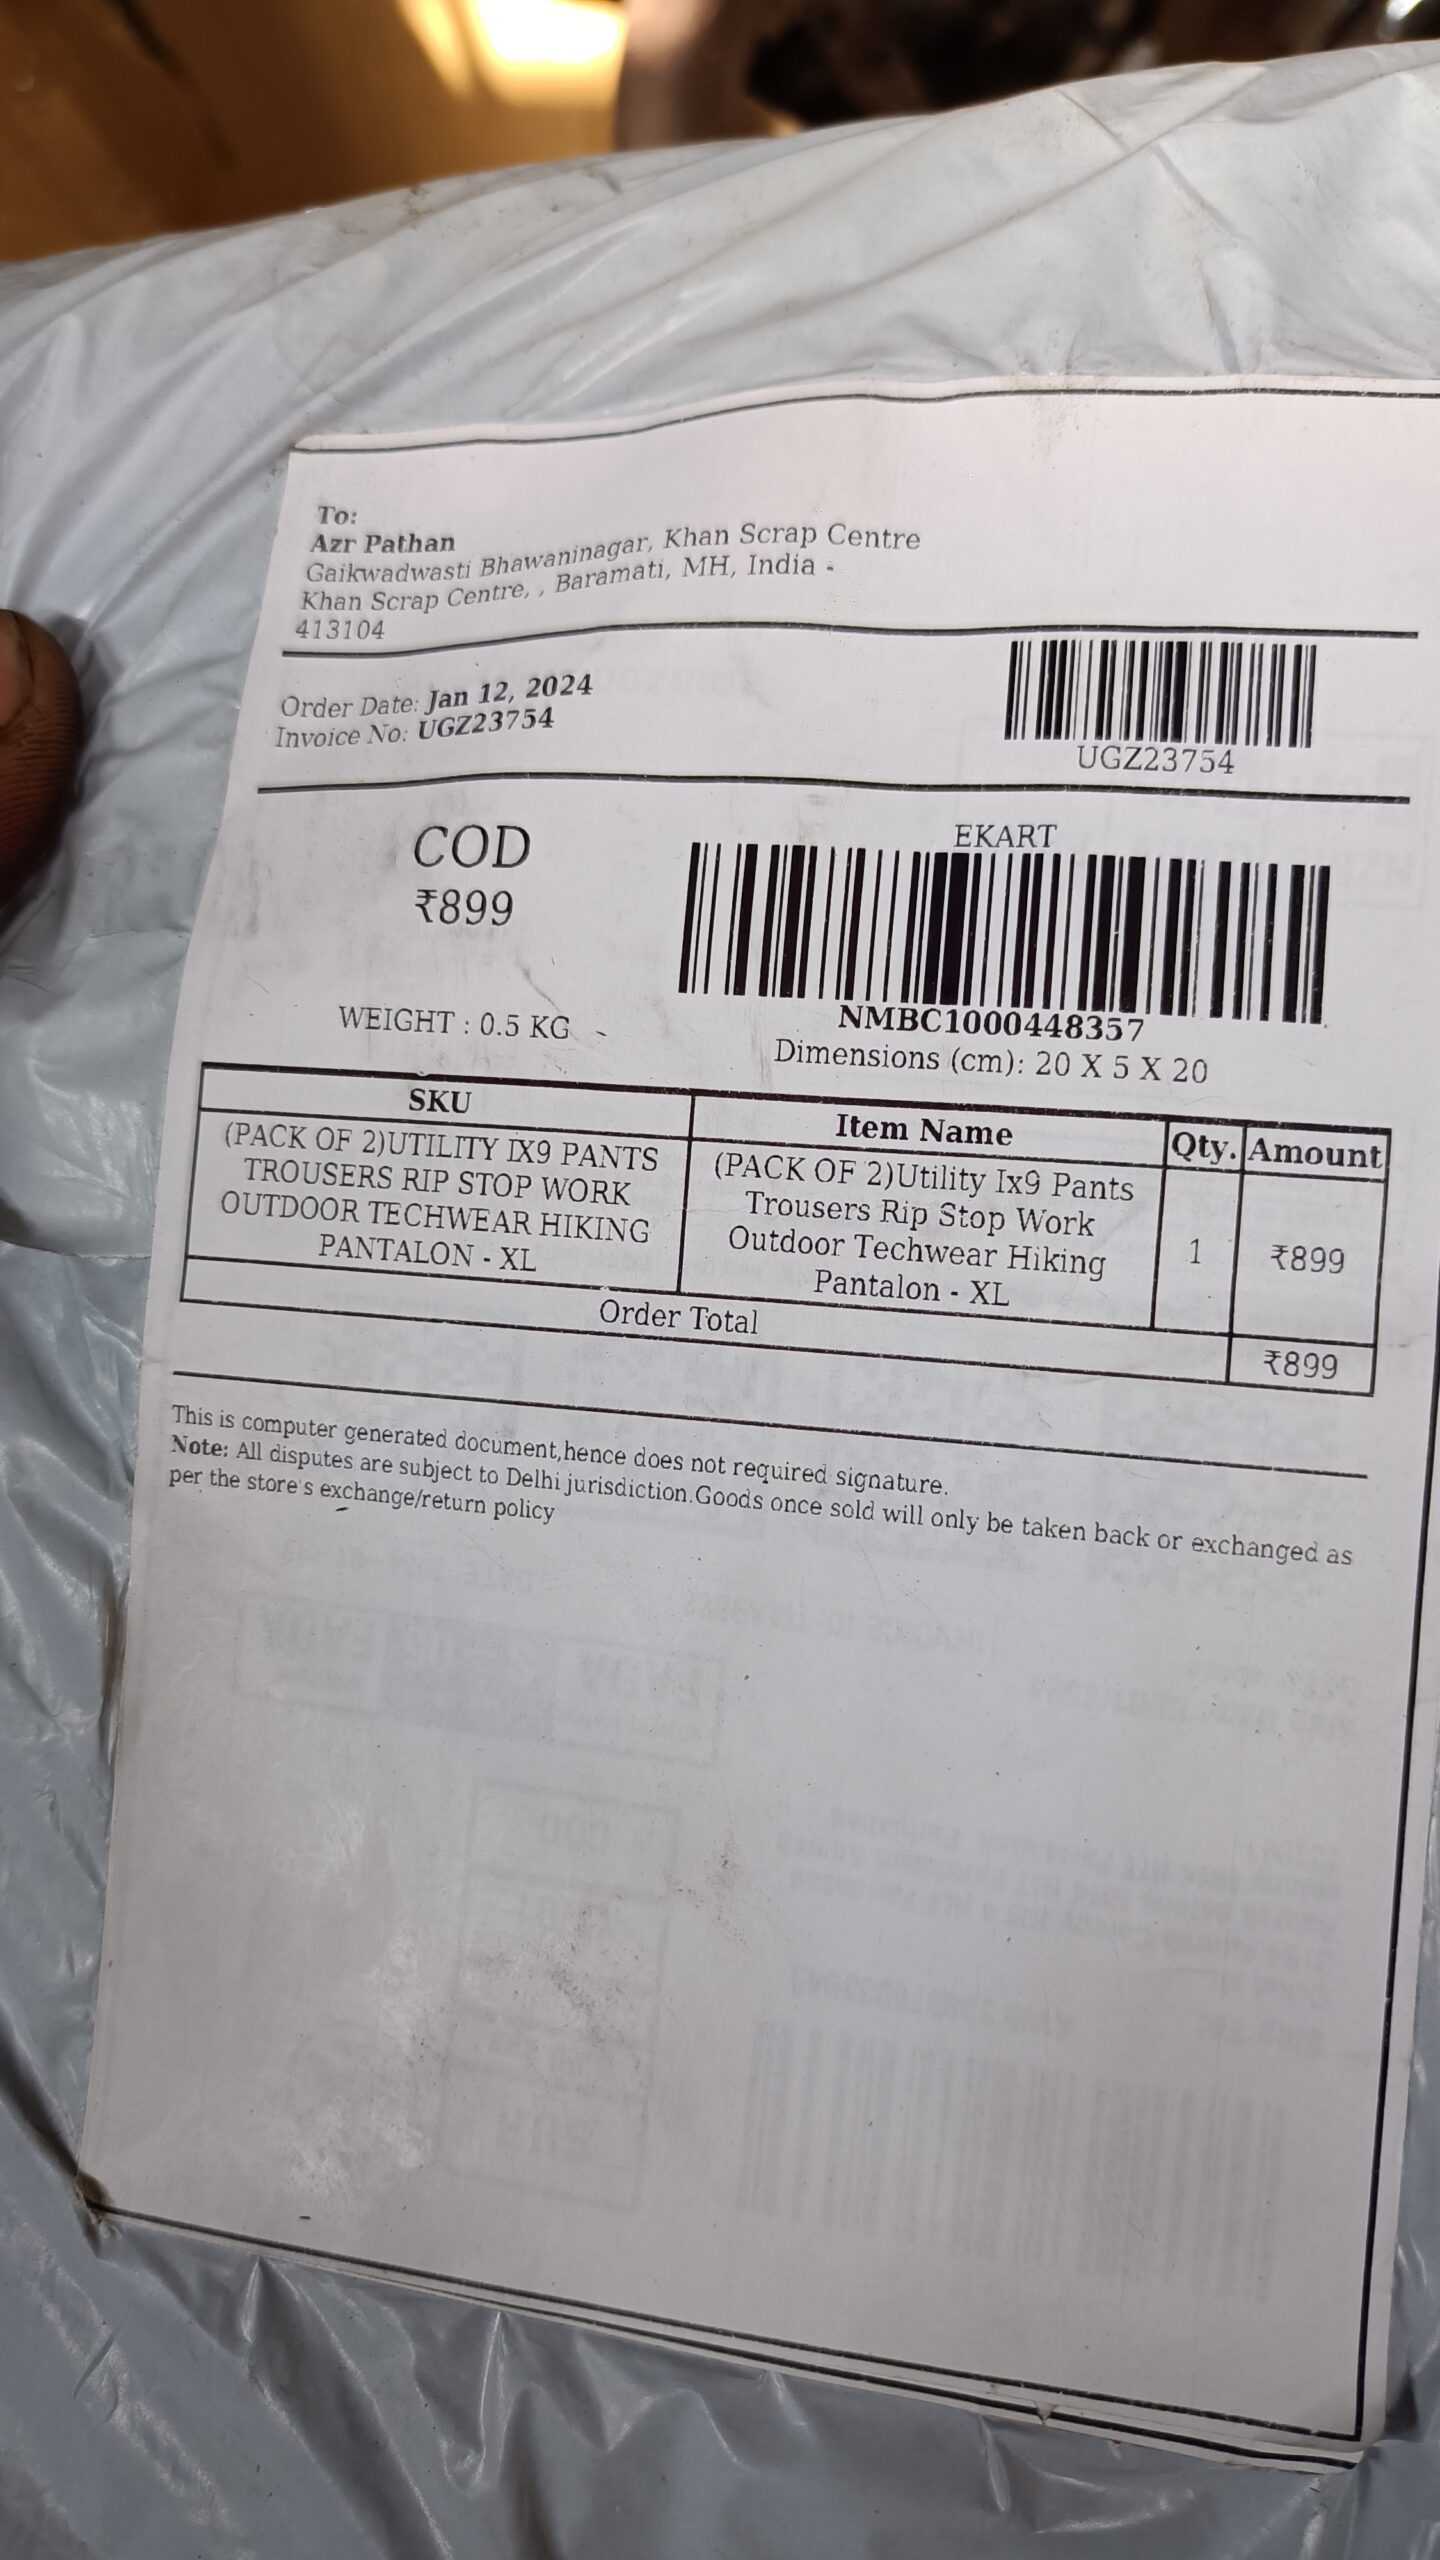 To:
Azr Pathan
Gaikwadwasti Bhawaninagar, Khan Scrap Centre
Khan Scrap Centre, , Baramati, MH, India -
413104
Order Date: Jan 12, 2024
Invoice No: UGZ23754
UGZ23754
COD
₹899
WEIGHT : 0.5 KG
EKART
NMBC1000448357
Dimensions (cm): 20 X 5 X 20
SKU Item Name Qty. Amount
(PACK OF 2)UTILITY IX9 PANTS
TROUSERS RIP STOP WORK
OUTDOOR TECHWEAR HIKING
PANTALON - XL
(PACK OF 2)Utility Ix9 Pants
Trousers Rip Stop Work
Outdoor Techwear Hiking
Pantalon - XL
1
₹899
Order Total
₹899
This is computer generated document,hence does not required signature.
Note: All disputes are subject to Delhi jurisdiction.Goods once sold will only be taken back or exchanged as
per the store's exchange/return policy